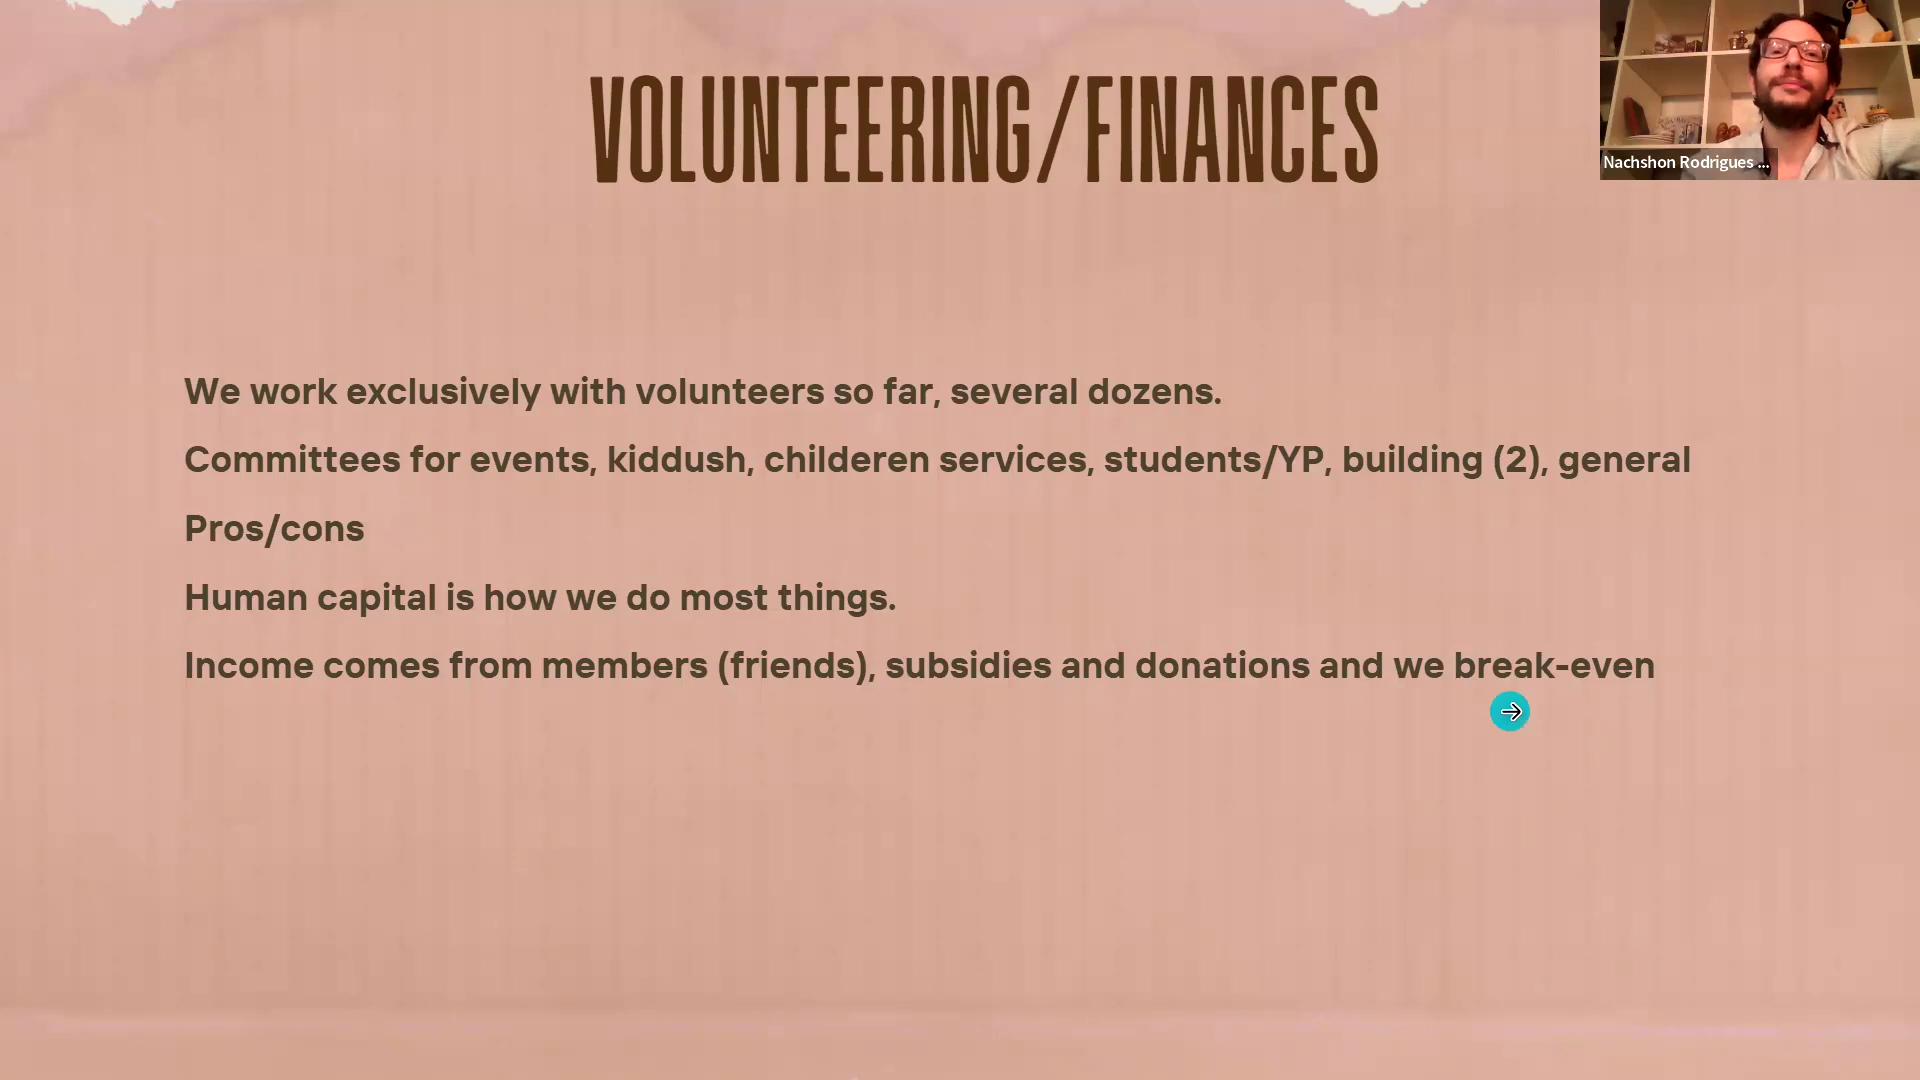 VOLUNTEERING/FINANCES
Nachshon Rodrigues ...
We work exclusively with volunteers so far, several dozens.
Committees for events, kiddush, childeren services, students/YP, building (2), general
Pros/cons
Human capital is how we do most things.
Income comes from members (friends), subsidies and donations and we break-even